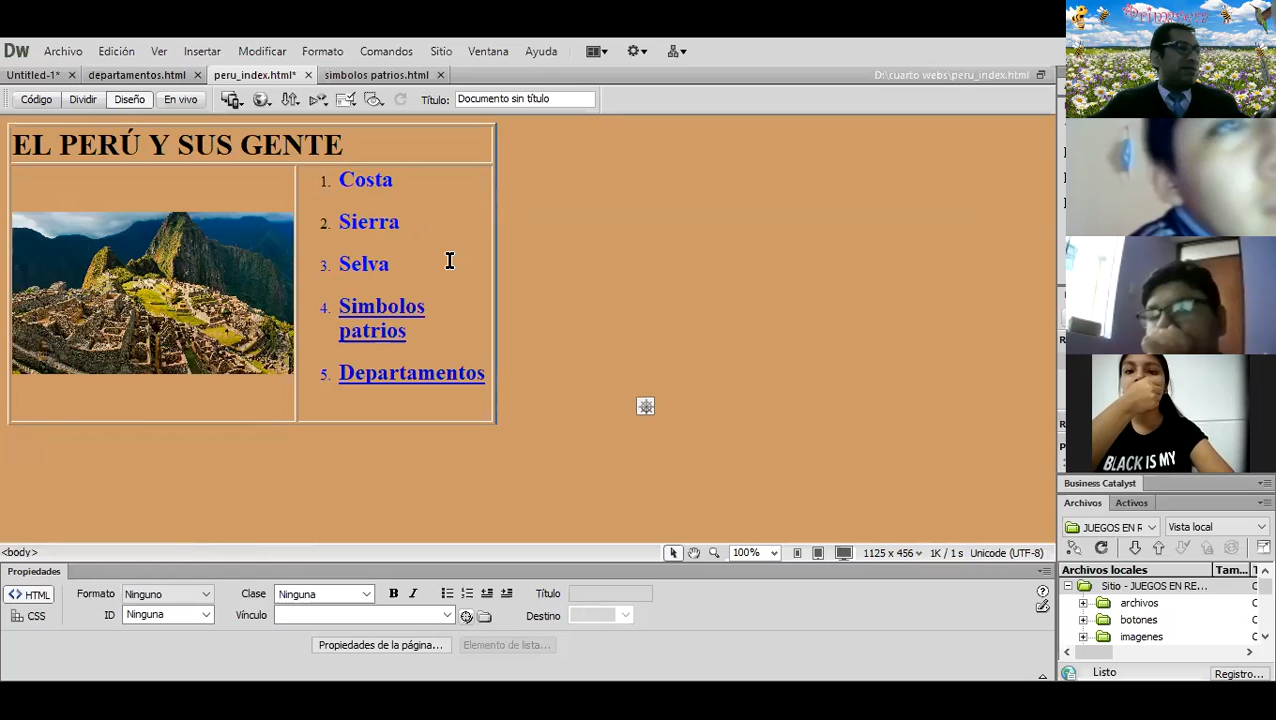 Primavera
Dw Archivo Edición Ver Insertar Modificar Formato Comandos Sitio Ventana Ayuda
Untitled-1* departamentos.html peru_index.html* simbolos patrios.html D:\cuarto webs\peru_index.html
Código Dividir Diseño En vivo Título: Documento sin título
EL PERÚ Y SUS GENTE
1. Costa
2. Sierra
3. Selva
4. Simbolos
patrios
5. Departamentos
BLACK IS MY
Business Catalyst
Archivos Activos
JUEGOS EN R Vista local
<body> 100% 1125 x 456 1K / 1 s Unicode (UTF-8)
Archivos locales Tam...
Sitio - JUEGOS EN RE...
archivos
botones
imagenes
Listo Registro...
Propiedades
HTML Formato Ninguno Clase Ninguna B I Título
CSS ID Ninguna Vínculo Destino
Propiedades de la página... Elemento de lista...